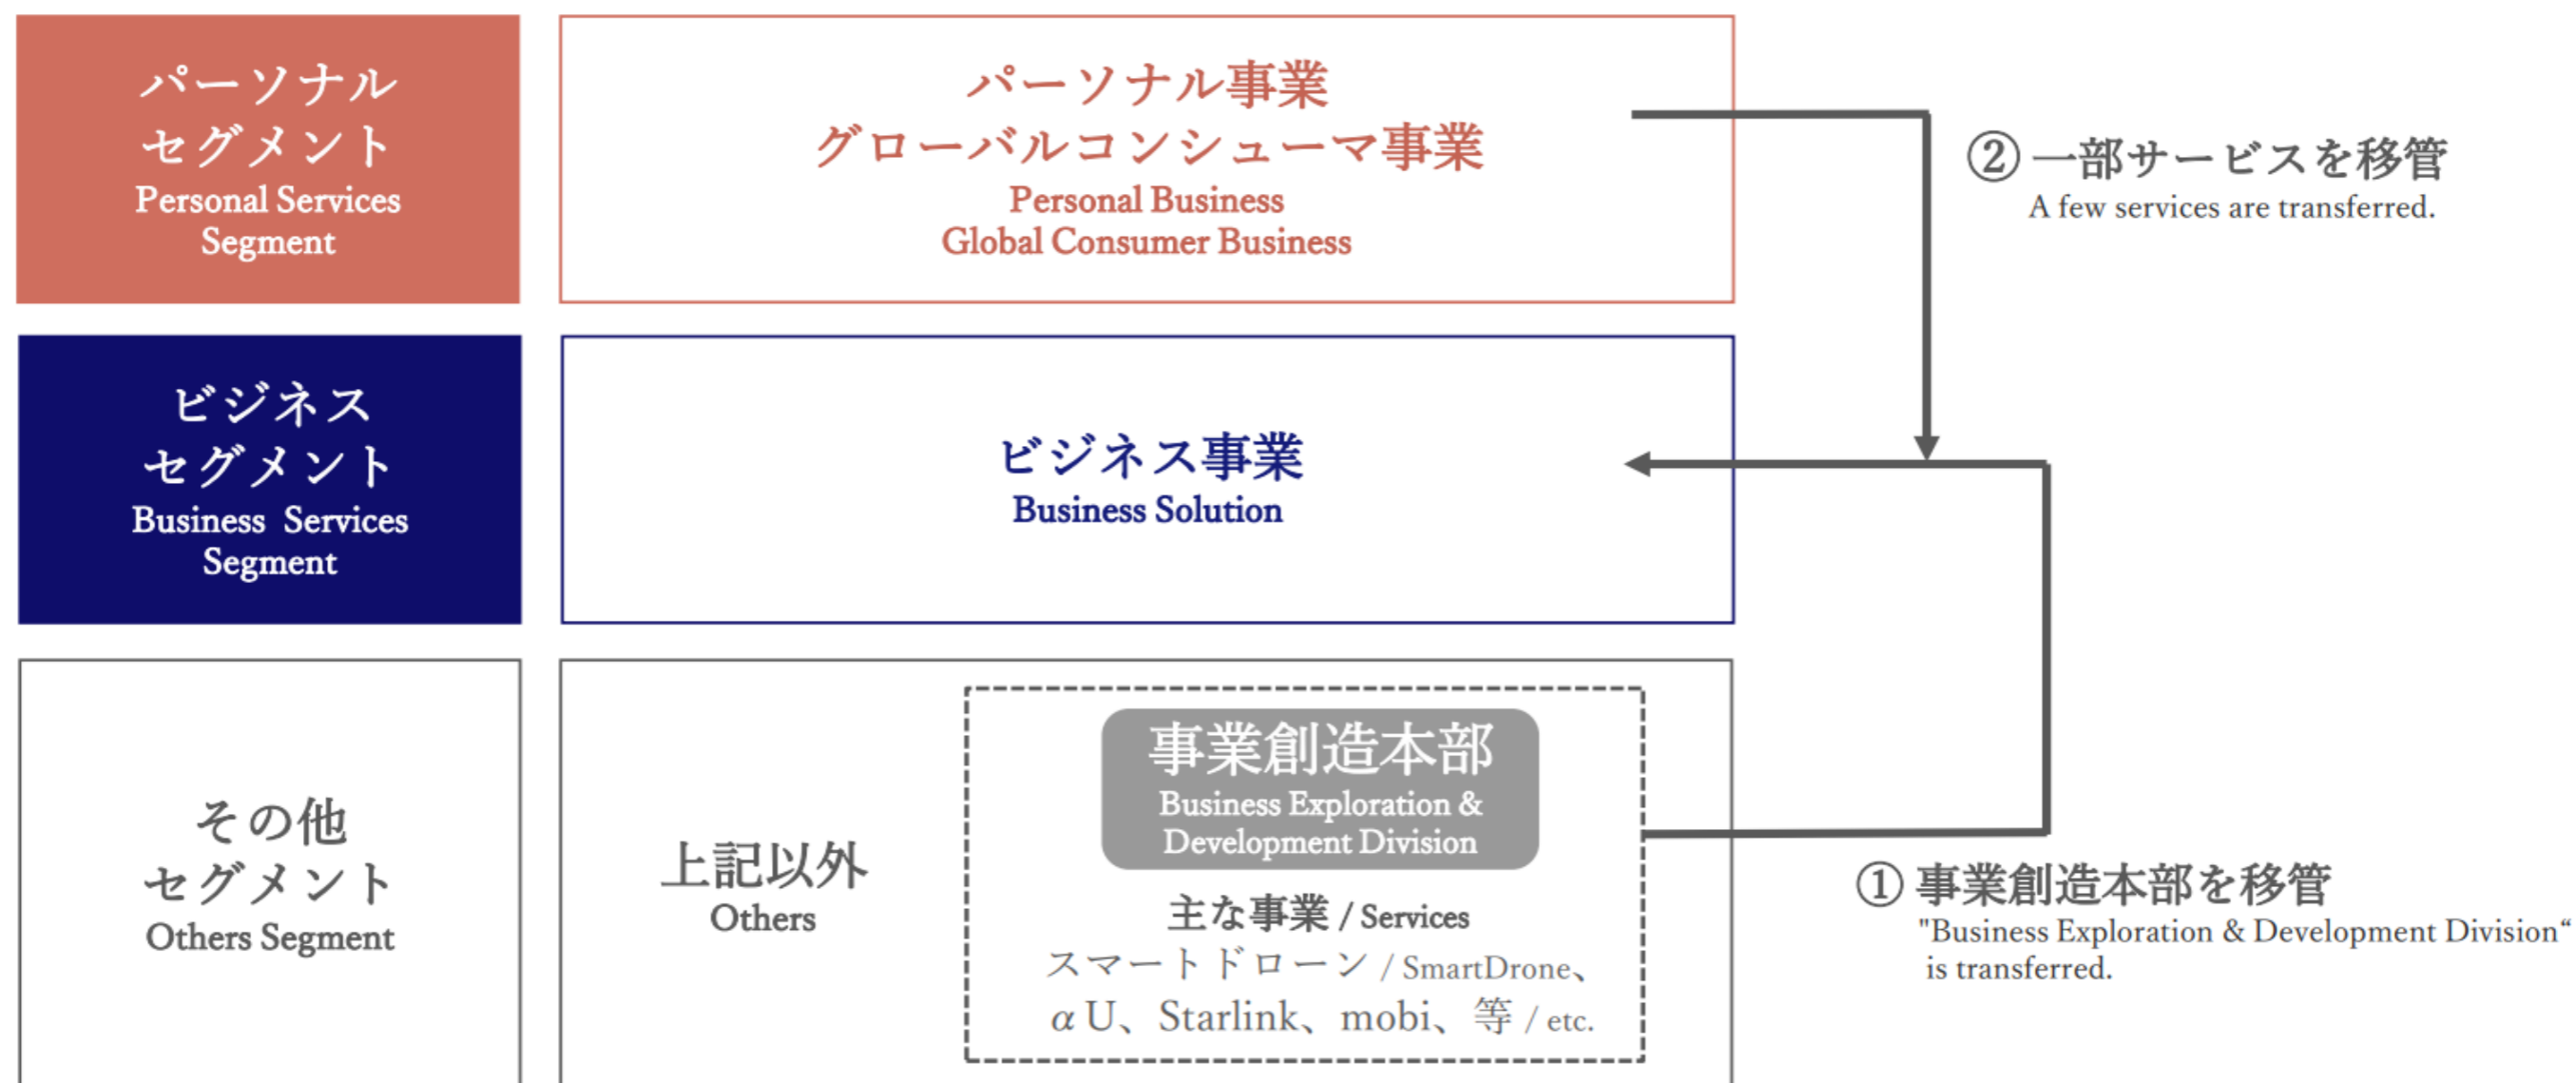 パーソナル
セグメント
Personal Services
Segment
パーソナル事業
グローバルコンシューマ事業
Personal Business
Global Consumer Business
② 一部サービスを移管
A few services are transferred.
ビジネス
セグメント
Business Services
Segment
ビジネス事業
Business Solution
その他
セグメント
Others Segment
上記以外
Others
事業創造本部
Business Exploration &
Development Division
主な事業 / Services
スマートドローン / SmartDrone、
αU、Starlink、mobi、等 / etc.
① 事業創造本部を移管
"Business Exploration & Development Division“
is transferred.